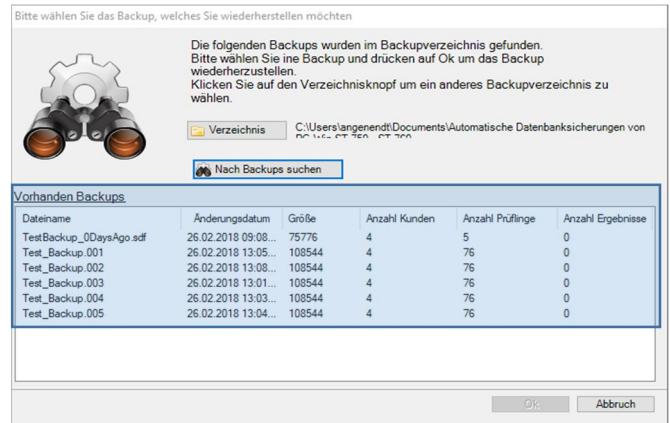 Bitte wählen Sie das Backup, welches Sie wiederherstellen möchten
Die folgenden Backups wurden im Backupverzeichnis gefunden.
Bitte wählen Sie ine Backup und drücken auf Ok um das Backup
wiederherzustellen.
Klicken Sie auf den Verzeichnisknopf um ein anderes Backupverzeichnis zu
wählen.
Verzeichnis C:\Users\angenendt\Documents\Automatische Datenbanksicherungen von
PC-Win ST 750 - ST 760
Nach Backups suchen
Vorhanden Backups
Dateiname Änderungsdatum Größe Anzahl Kunden Anzahl Prüflinge Anzahl Ergebnisse
TestBackup_0DaysAgo.sdf 26.02.2018 09:08... 75776 4 5 0
Test_Backup.001 26.02.2018 13:05... 108544 4 76 0
Test_Backup.002 26.02.2018 13:08... 108544 4 76 0
Test_Backup.003 26.02.2018 13:01... 108544 4 76 0
Test_Backup.004 26.02.2018 13:03... 108544 4 76 0
Test_Backup.005 26.02.2018 13:04... 108544 4 76 0
Ok Abbruch